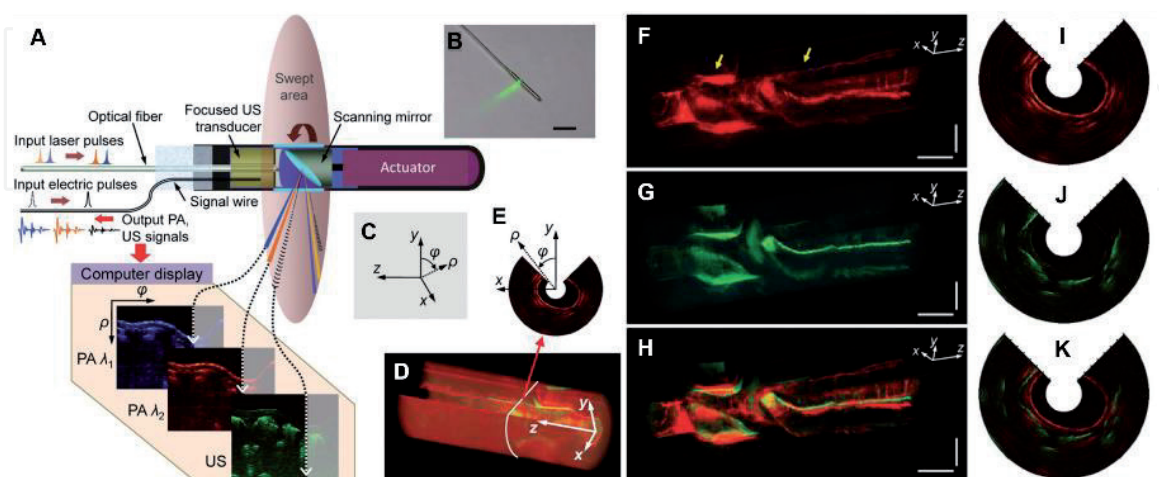 A
B
Swept
area
Optical fiber
Focused US
transducer
Scanning mirror
Input laser pulses
Actuator
Input electric pulses
Signal wire
Output PA,
US signals
Computer display
φ
ρ
PA λ1
PA λ2
US
C
y
φ
ρ
z
x
E
y
ρ
φ
x
D
y
z
x
F
x
y
z
G
x
y
z
H
x
y
z
I
J
K